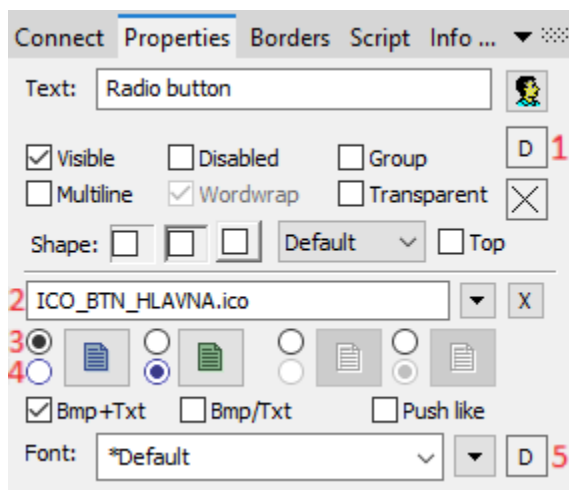 Connect Properties Borders Script Info ...
Text: Radio button
D 1
Visible Disabled Group
Multiline Wordwrap Transparent
Shape: Default Top
2 ICO_BTN_HLAVNA.ico X
3
4
Bmp+Txt Bmp/Txt Push like
Font: *Default D 5